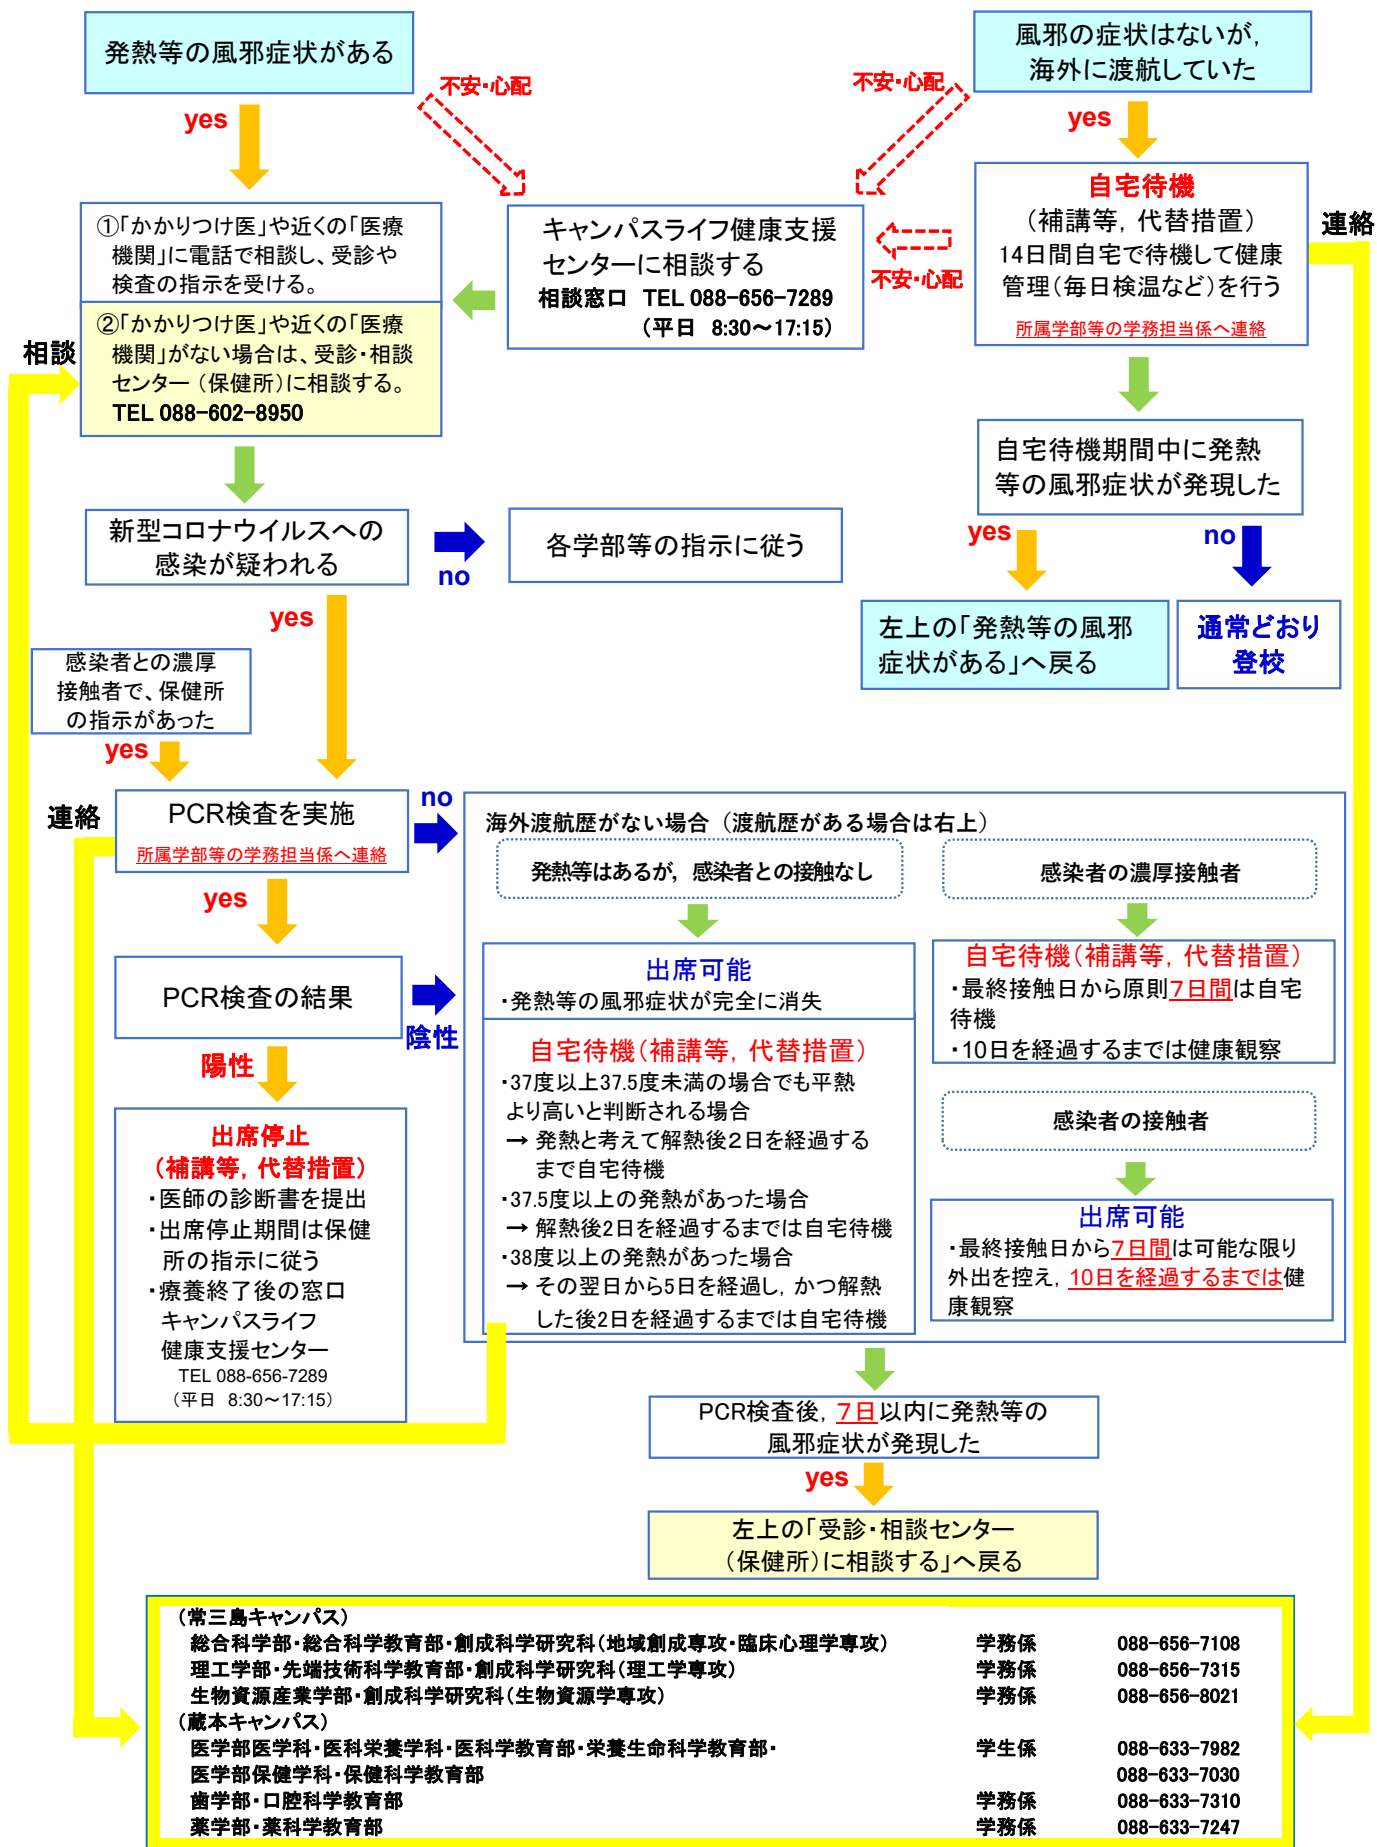 発熱等の風邪症状がある
風邪の症状はないが，
海外に渡航していた
不安・心配
不安・心配
yes
yes
①「かかりつけ医」や近くの「医療
機関」に電話で相談し、受診や
検査の指示を受ける。
②「かかりつけ医」や近くの「医療
機関」がない場合は、受診・相談
センター（保健所）に相談する。
TEL 088-602-8950
相談
キャンパスライフ健康支援
センターに相談する
相談窓口 TEL 088-656-7289
（平日 8:30～17:15）
不安・心配
自宅待機
（補講等，代替措置）
14日間自宅で待機して健康
管理（毎日検温など）を行う
所属学部等の学務担当係へ連絡
連絡
自宅待機期間中に発熱
等の風邪症状が発現した
yes
no
左上の「発熱等の風邪
症状がある」へ戻る
通常どおり
登校
新型コロナウイルスへの
感染が疑われる
no
各学部等の指示に従う
yes
感染者との濃厚
接触者で、保健所
の指示があった
yes
連絡
PCR検査を実施
所属学部等の学務担当係へ連絡
no
yes
PCR検査の結果
陰性
陽性
出席停止
（補講等，代替措置）
・医師の診断書を提出
・出席停止期間は保健
所の指示に従う
・療養終了後の窓口
キャンパスライフ
健康支援センター
TEL 088-656-7289
（平日 8:30～17:15）
海外渡航歴がない場合（渡航歴がある場合は右上）
発熱等はあるが，感染者との接触なし
出席可能
・発熱等の風邪症状が完全に消失
自宅待機（補講等，代替措置）
・37度以上37.5度未満の場合でも平熱
より高いと判断される場合
→ 発熱と考えて解熱後２日を経過する
まで自宅待機
・37.5度以上の発熱があった場合
→ 解熱後2日を経過するまでは自宅待機
・38度以上の発熱があった場合
→ その翌日から5日を経過し，かつ解熱
した後2日を経過するまでは自宅待機
感染者の濃厚接触者
自宅待機（補講等，代替措置）
・最終接触日から原則７日間は自宅
待機
・10日を経過するまでは健康観察
感染者の接触者
出席可能
・最終接触日から７日間は可能な限り
外出を控え，10日を経過するまでは健
康観察
PCR検査後，７日以内に発熱等の
風邪症状が発現した
yes
左上の「受診・相談センター
（保健所）に相談する」へ戻る
（常三島キャンパス）
総合科学部・総合科学教育部・創成科学研究科（地域創成専攻・臨床心理学専攻） 学務係 088-656-7108
理工学部・先端技術科学教育部・創成科学研究科（理工学専攻） 学務係 088-656-7315
生物資源産業学部・創成科学研究科（生物資源学専攻） 学務係 088-656-8021
（蔵本キャンパス）
医学部医学科・医科栄養学科・医科学教育部・栄養生命科学教育部・ 学生係 088-633-7982
医学部保健学科・保健科学教育部 088-633-7030
歯学部・口腔科学教育部 学務係 088-633-7310
薬学部・薬科学教育部 学務係 088-633-7247